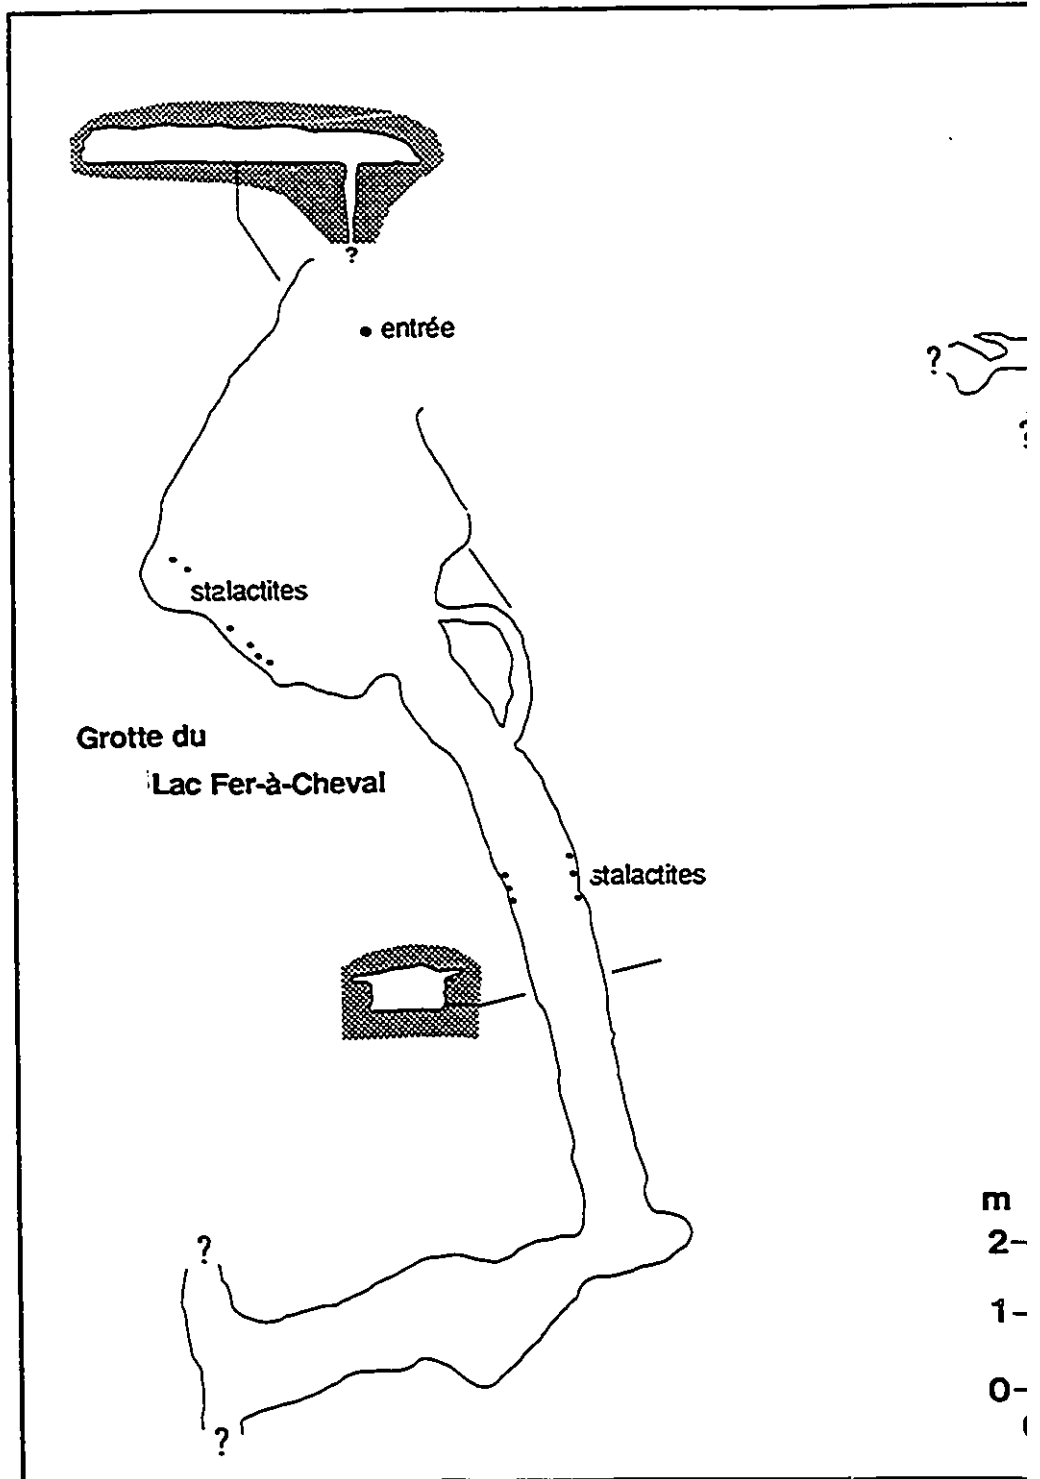 ?
entrée
?
?
stalactites
Grotte du
Lac Fer-à-Cheval
stalactites
m
2
?
1
0
?